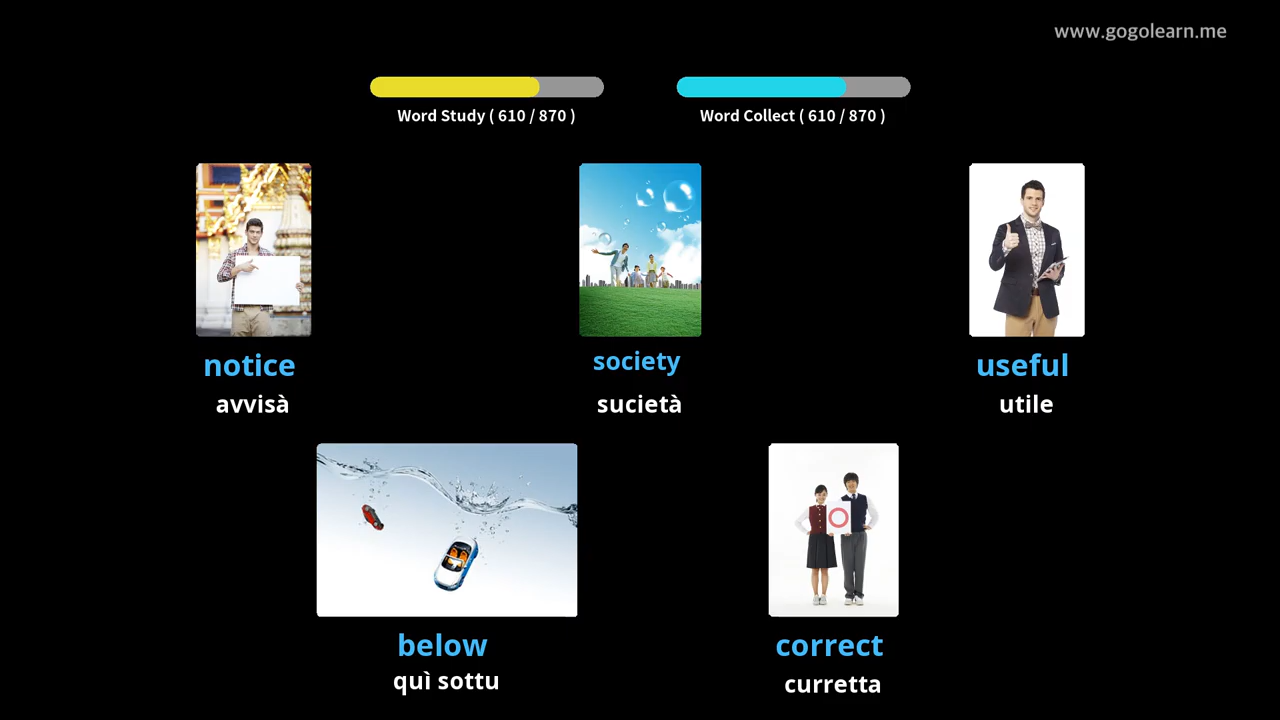 www.gogolearn.me
Word Study ( 610 / 870 )
Word Collect ( 610 / 870 )
notice
avvisà
society
sucietà
useful
utile
below
quì sottu
correct
curretta